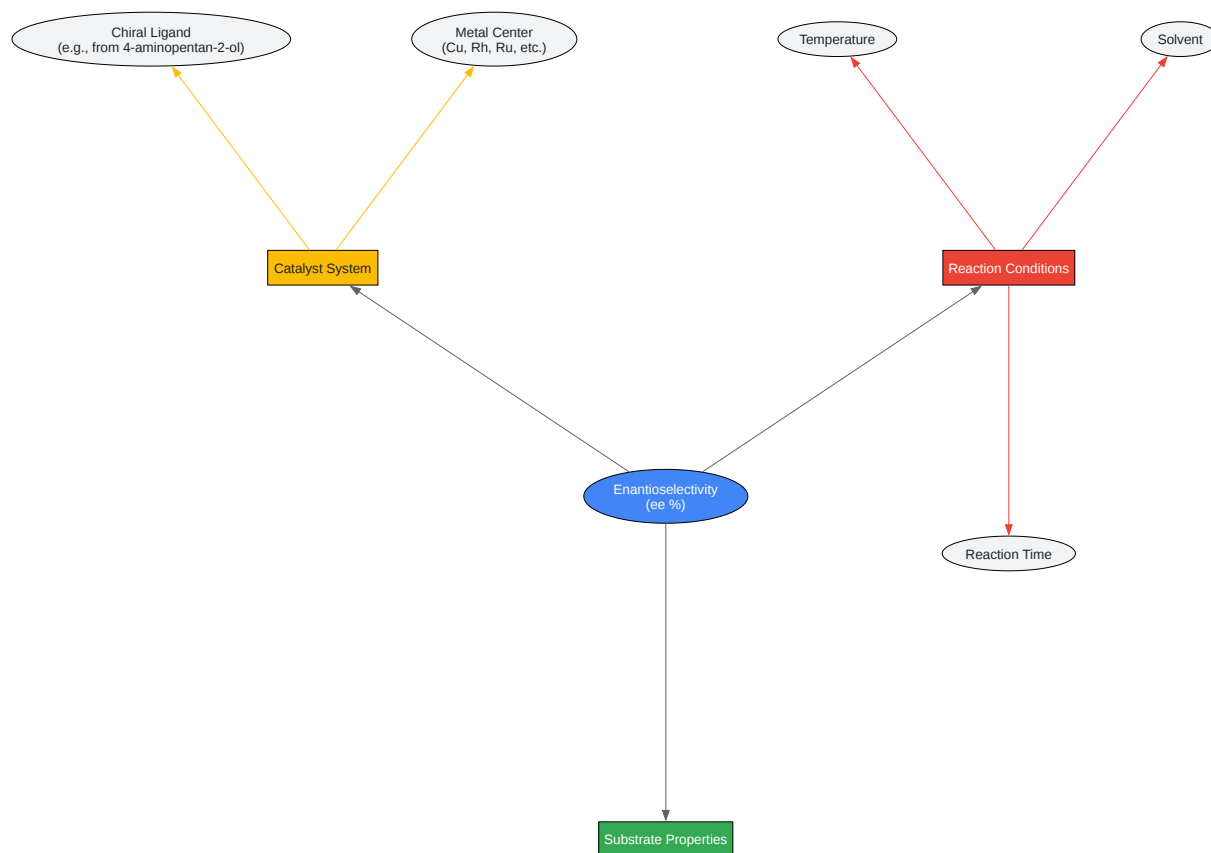 Chiral Ligand
(e.g., from 4-aminopentan-2-ol)
Metal Center
(Cu, Rh, Ru, etc.)
Temperature
Solvent
Catalyst System
Reaction Conditions
Enantioselectivity
(ee %)
Reaction Time
Substrate Properties